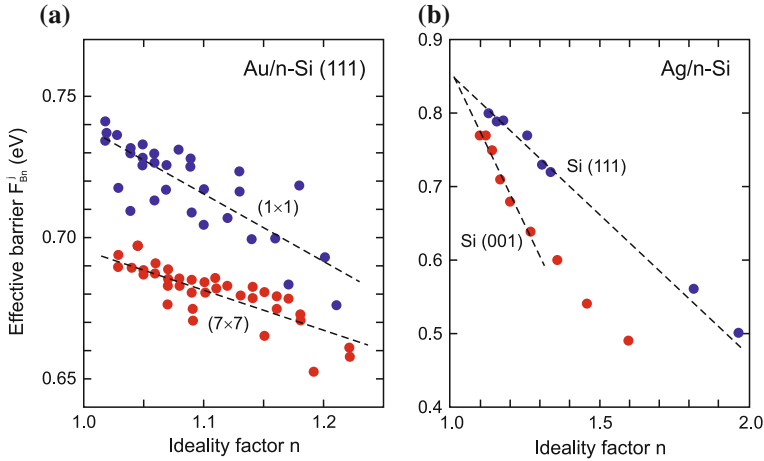 (a)
Au/n-Si (111)
0.75
0.70
0.65
Effective barrier F_Bn^j (eV)
(1×1)
(7×7)
1.0 1.1 1.2
Ideality factor n
(b)
Ag/n-Si
0.9
0.8
0.7
0.6
0.5
0.4
Si (111)
Si (001)
1.0 1.5 2.0
Ideality factor n